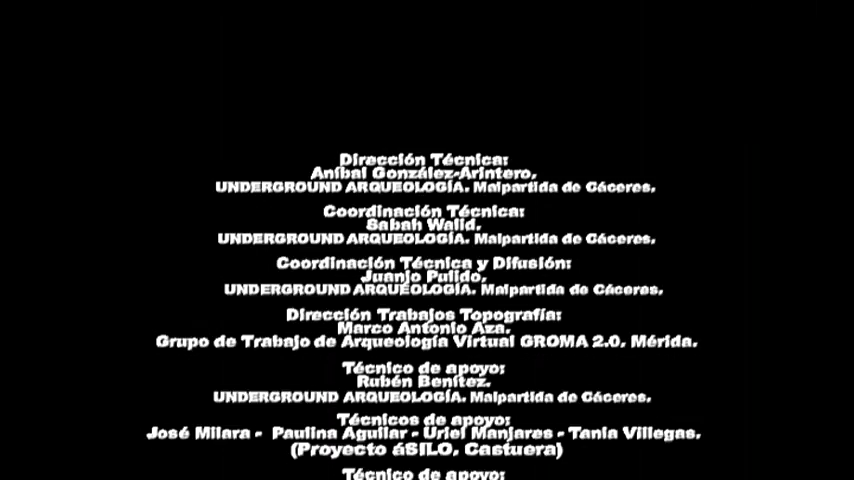 Dirección Técnica:
Aníbal González-Arintero.
UNDERGROUND ARQUEOLOGÍA. Malpartida de Cáceres.
Coordinación Técnica:
Sabah Walid.
UNDERGROUND ARQUEOLOGÍA. Malpartida de Cáceres.
Coordinación Técnica y Difusión:
Juanjo Pulido.
UNDERGROUND ARQUEOLOGÍA. Malpartida de Cáceres.
Dirección Trabajos Topografía:
Marco Antonio Aza.
Grupo de Trabajo de Arqueología Virtual GROMA 2.0. Mérida.
Técnico de apoyo:
Rubén Benítez.
UNDERGROUND ARQUEOLOGÍA. Malpartida de Cáceres.
Técnicos de apoyo:
José Milara - Paulina Aguilar - Uriel Manjares - Tania Villegas.
(Proyecto áSILO. Castuera)
Técnico de apoyo: